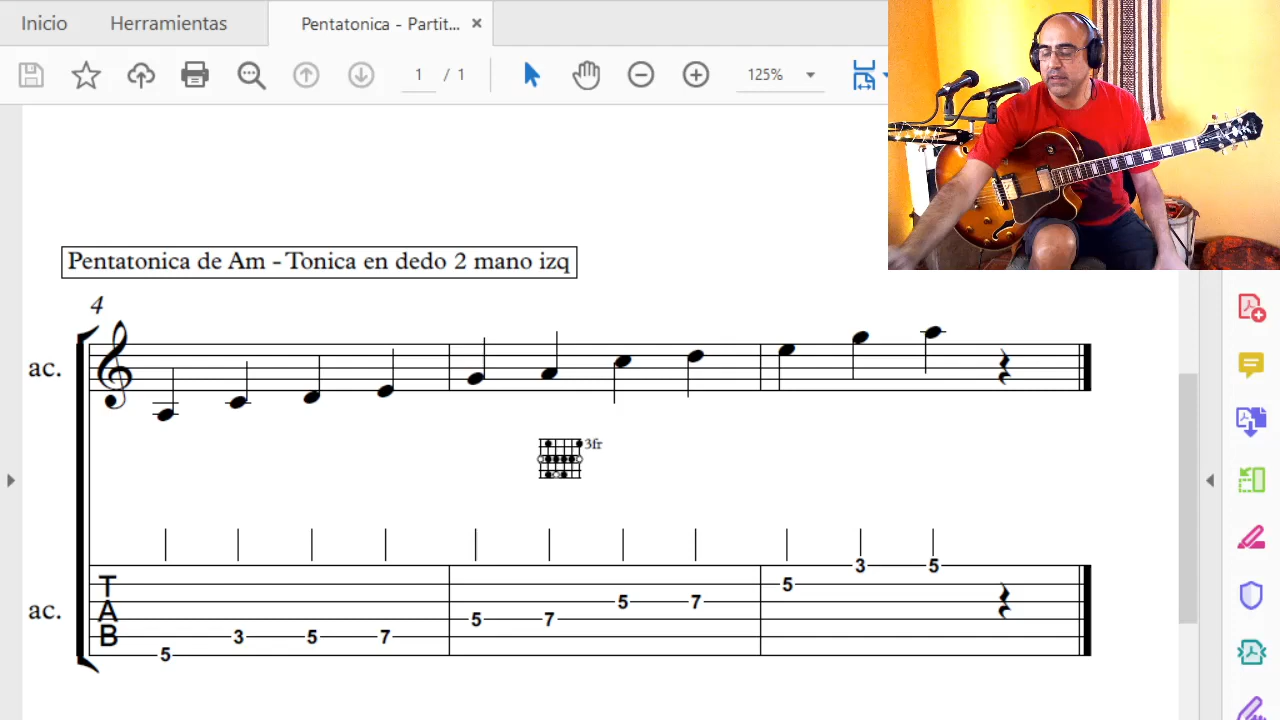 Inicio Herramientas Pentatonica - Partit... ×
1 / 1 125%
Pentatonica de Am - Tonica en dedo 2 mano izq
4
ac.
3fr
ac. T A B
5 3 5 7 5 7 5 7 5 3 5